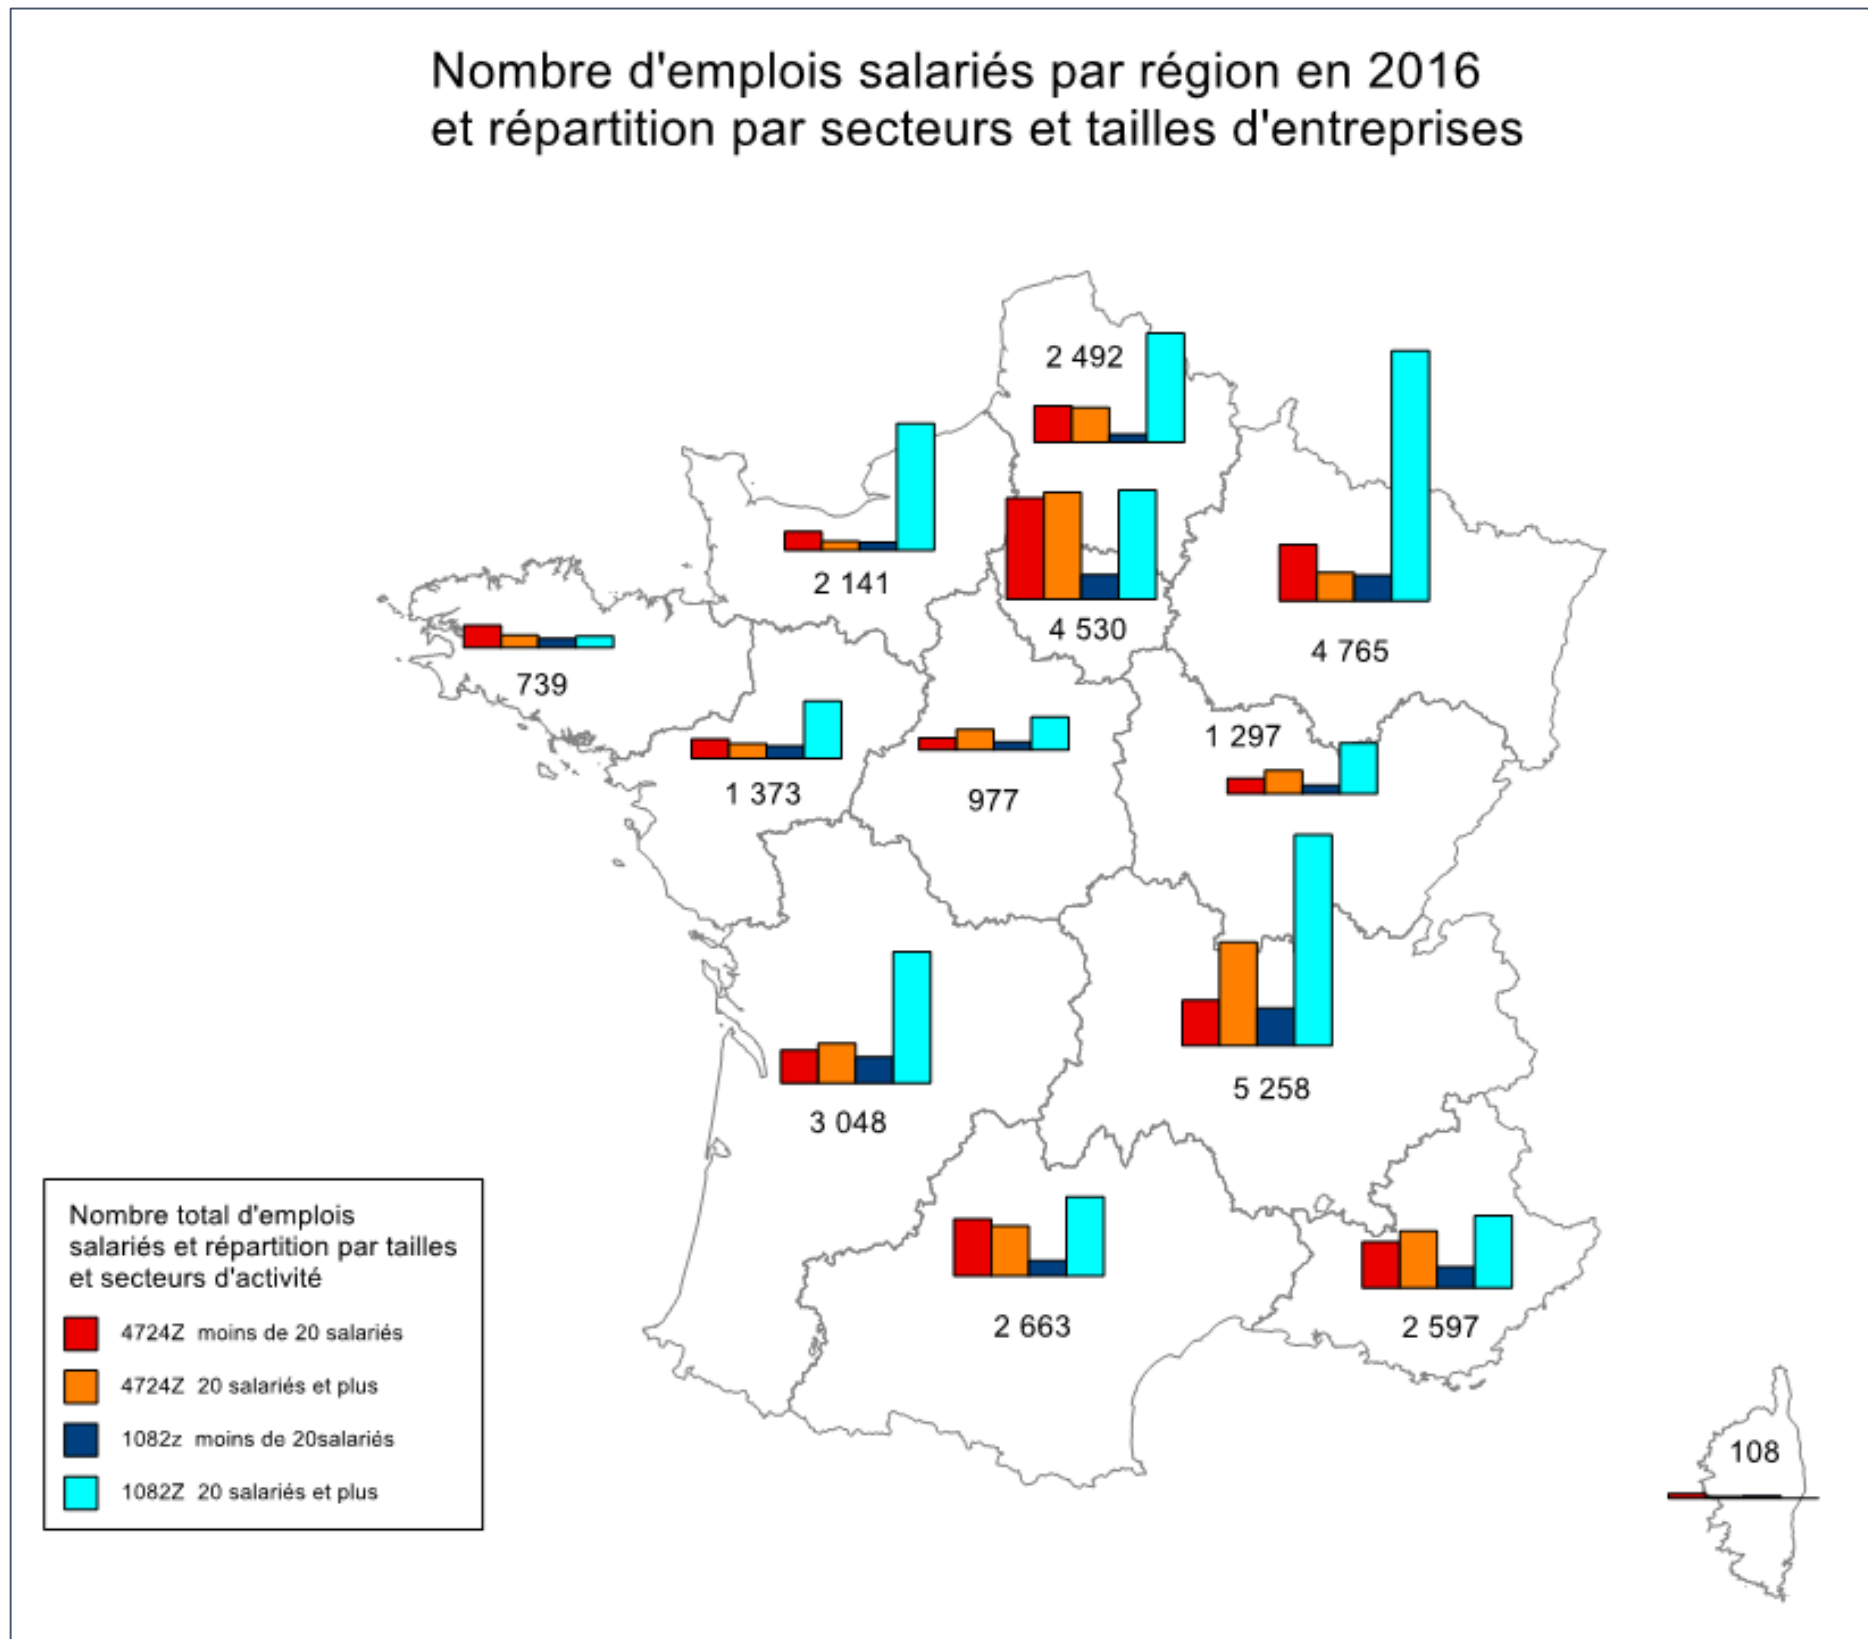 Nombre d'emplois salariés par région en 2016
et répartition par secteurs et tailles d'entreprises
2 492
2 141
4 530
4 765
739
1 297
1 373
977
5 258
3 048
2 663
2 597
108
Nombre total d'emplois
salariés et répartition par tailles
et secteurs d'activité
4724Z moins de 20 salariés
4724Z 20 salariés et plus
1082z moins de 20salariés
1082Z 20 salariés et plus